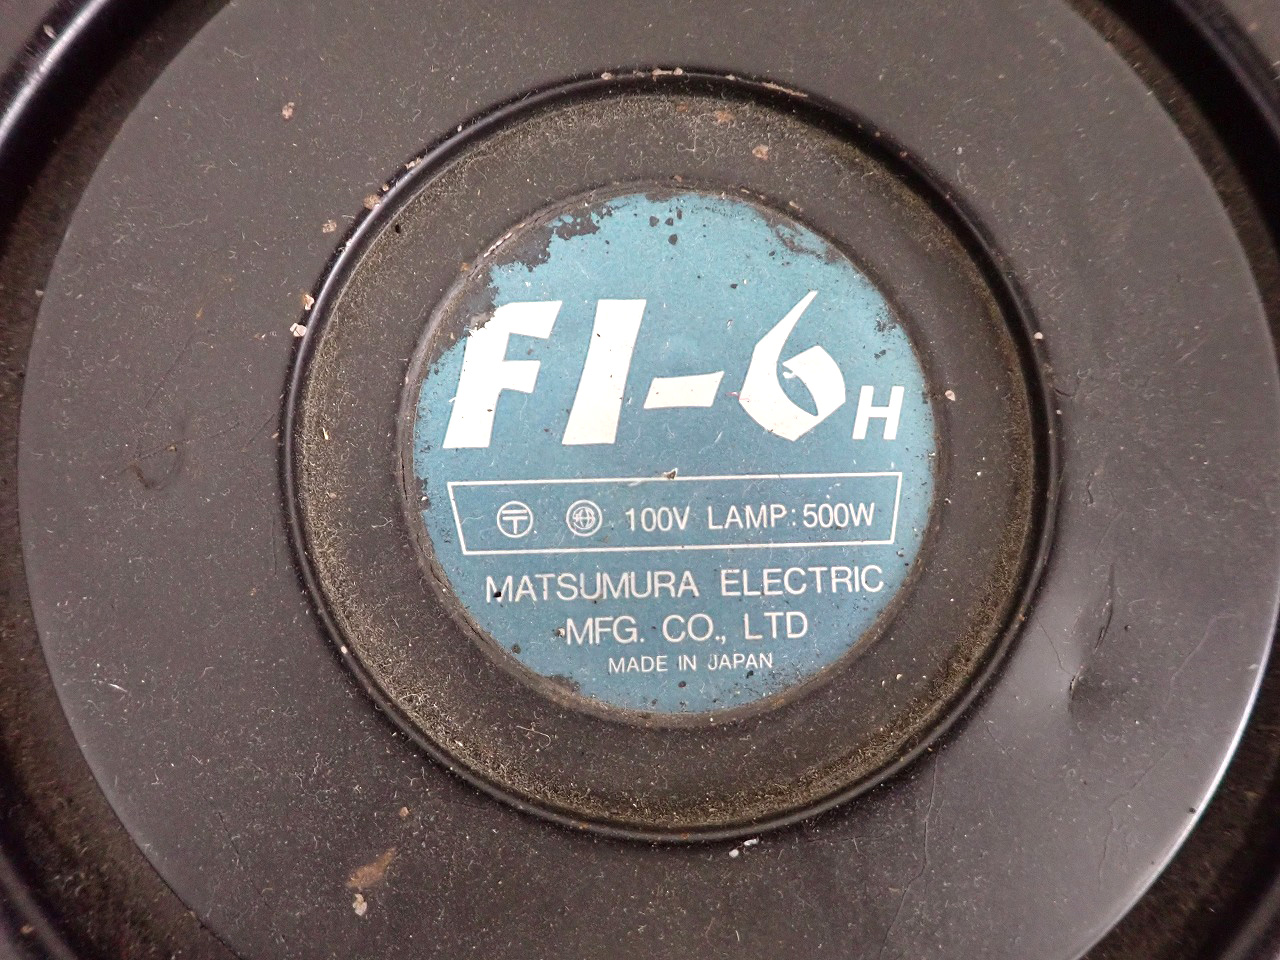 FI-6H
〒 100V LAMP: 500W
MATSUMURA ELECTRIC
MFG. CO., LTD
MADE IN JAPAN